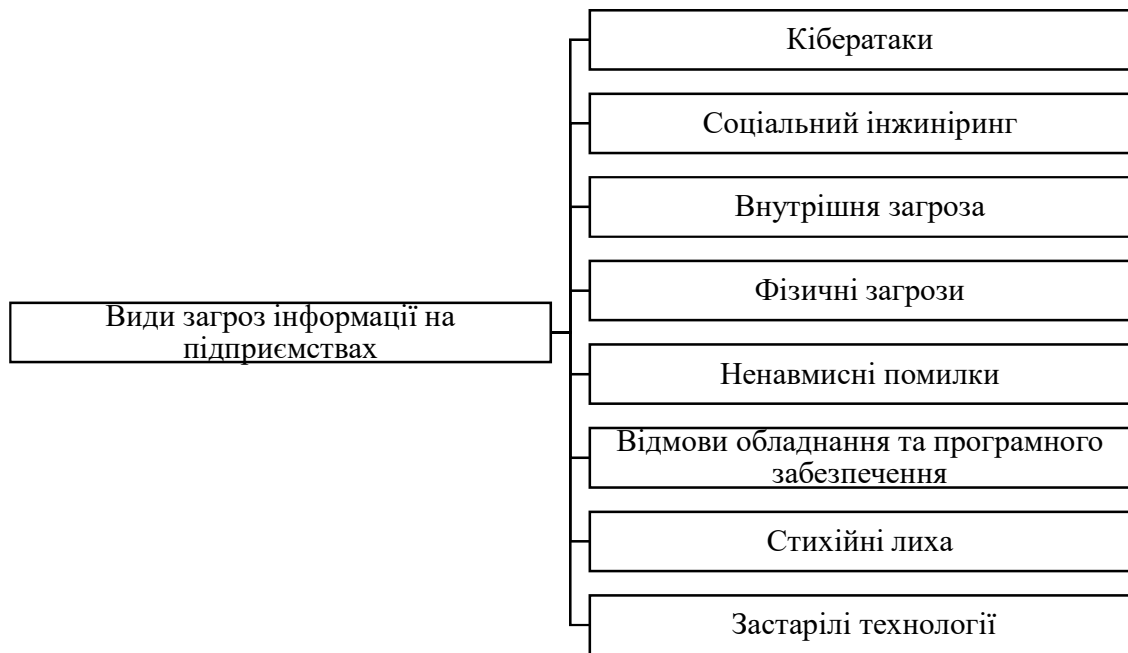 Кібератаки
Соціальний інжиніринг
Внутрішня загроза
Фізичні загрози
Види загроз інформації на
підприємствах
Ненавмисні помилки
Відмови обладнання та програмного
забезпечення
Стихійні лиха
Застарілі технології